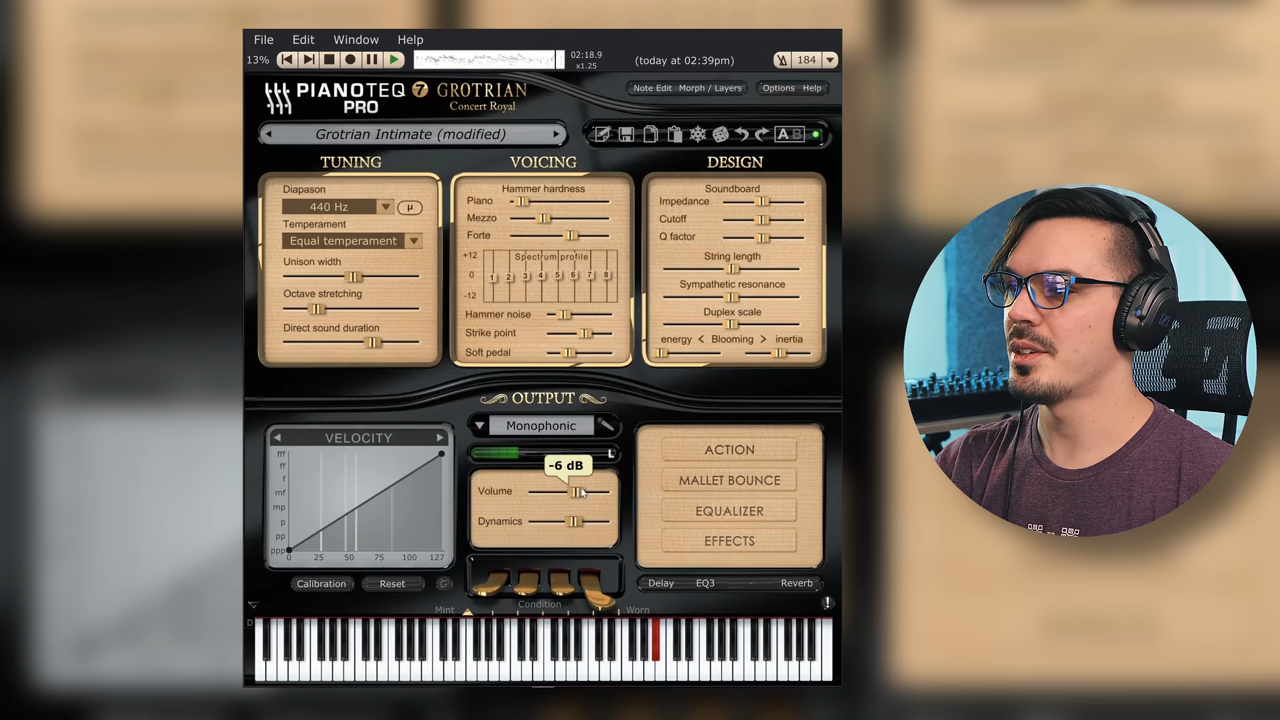 File Edit Window Help
13%
02:18.9
x1.25
(today at 02:39pm)
184
PIANOTEQ 7 GROTRIAN
PRO Concert Royal
Note Edit Morph / Layers
Options Help
Grotrian Intimate (modified)
A B
TUNING
Diapason
440 Hz
µ
Temperament
Equal temperament
Unison width
Octave stretching
Direct sound duration
VOICING
Hammer hardness
Piano
Mezzo
Forte
Spectrum profile
+12
0
-12
1 2 3 4 5 6 7 8
Hammer noise
Strike point
Soft pedal
DESIGN
Soundboard
Impedance
Cutoff
Q factor
String length
Sympathetic resonance
Duplex scale
energy < Blooming > inertia
OUTPUT
VELOCITY
fff
ff
f
mf
mp
p
pp
ppp
0 25 50 75 100 127
Calibration Reset
Monophonic
L
-6 dB
Volume
Dynamics
ACTION
MALLET BOUNCE
EQUALIZER
EFFECTS
Delay EQ3 - Reverb
Mint Condition Worn
!
D